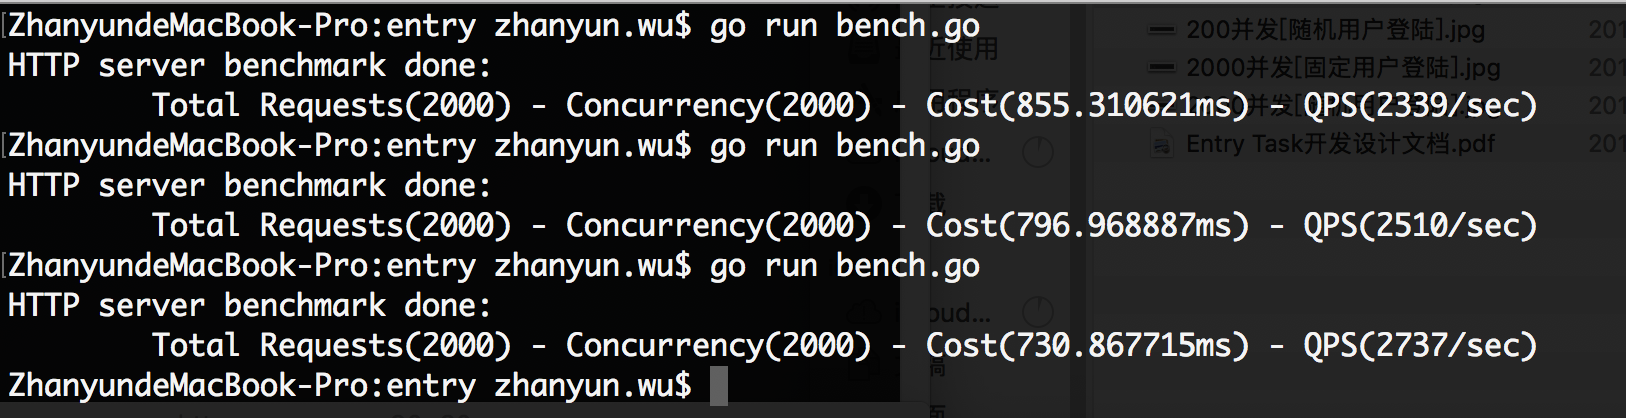 ZhanyundeMacBook-Pro:entry zhanyun.wu$ go run bench.go
HTTP server benchmark done:
Total Requests(2000) - Concurrency(2000) - Cost(855.310621ms) - QPS(2339/sec)
ZhanyundeMacBook-Pro:entry zhanyun.wu$ go run bench.go
HTTP server benchmark done:
Total Requests(2000) - Concurrency(2000) - Cost(796.968887ms) - QPS(2510/sec)
ZhanyundeMacBook-Pro:entry zhanyun.wu$ go run bench.go
HTTP server benchmark done:
Total Requests(2000) - Concurrency(2000) - Cost(730.867715ms) - QPS(2737/sec)
ZhanyundeMacBook-Pro:entry zhanyun.wu$
使用
200并发[随机用户登陆].jpg
2000并发[固定用户登陆].jpg
Entry Task开发设计文档.pdf